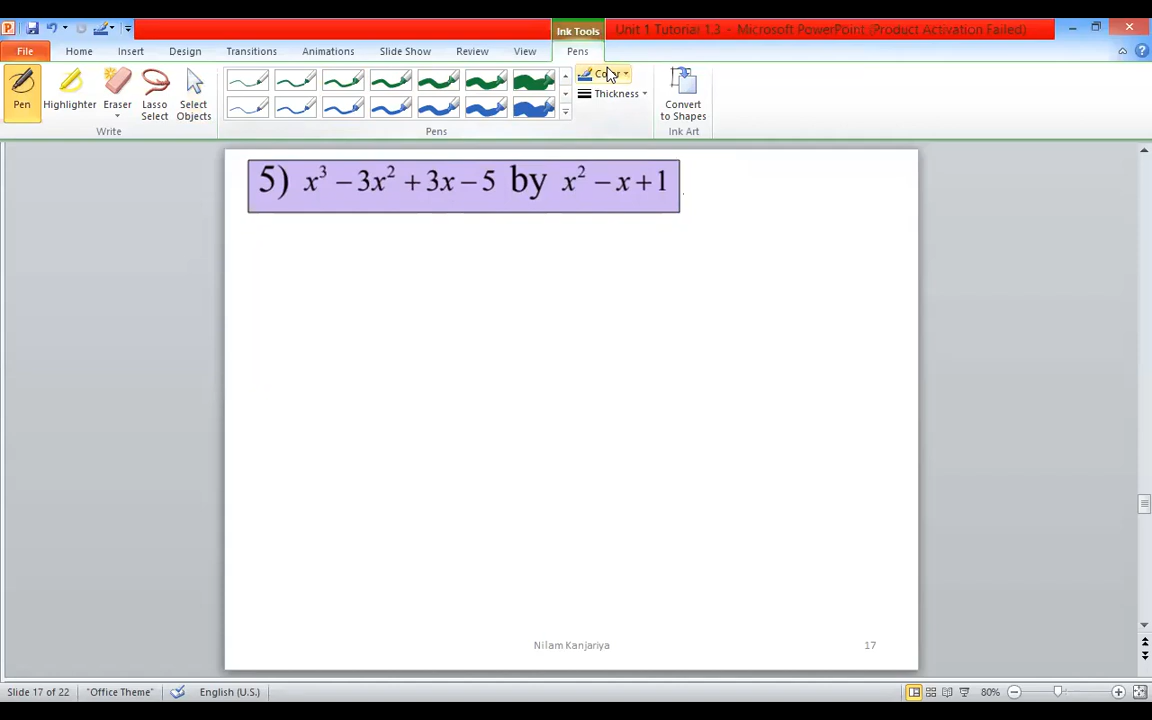 Ink Tools
Unit 1 Tutorial 1.3 - Microsoft PowerPoint (Product Activation Failed)
File Home Insert Design Transitions Animations Slide Show Review View Pens
Pen Highlighter Eraser Lasso Select Select Objects
Thickness
Convert to Shapes
Write Pens Ink Art
5) x³ − 3x² + 3x − 5 by x² − x + 1
Nilam Kanjariya 17
Slide 17 of 22 "Office Theme" English (U.S.) 80%